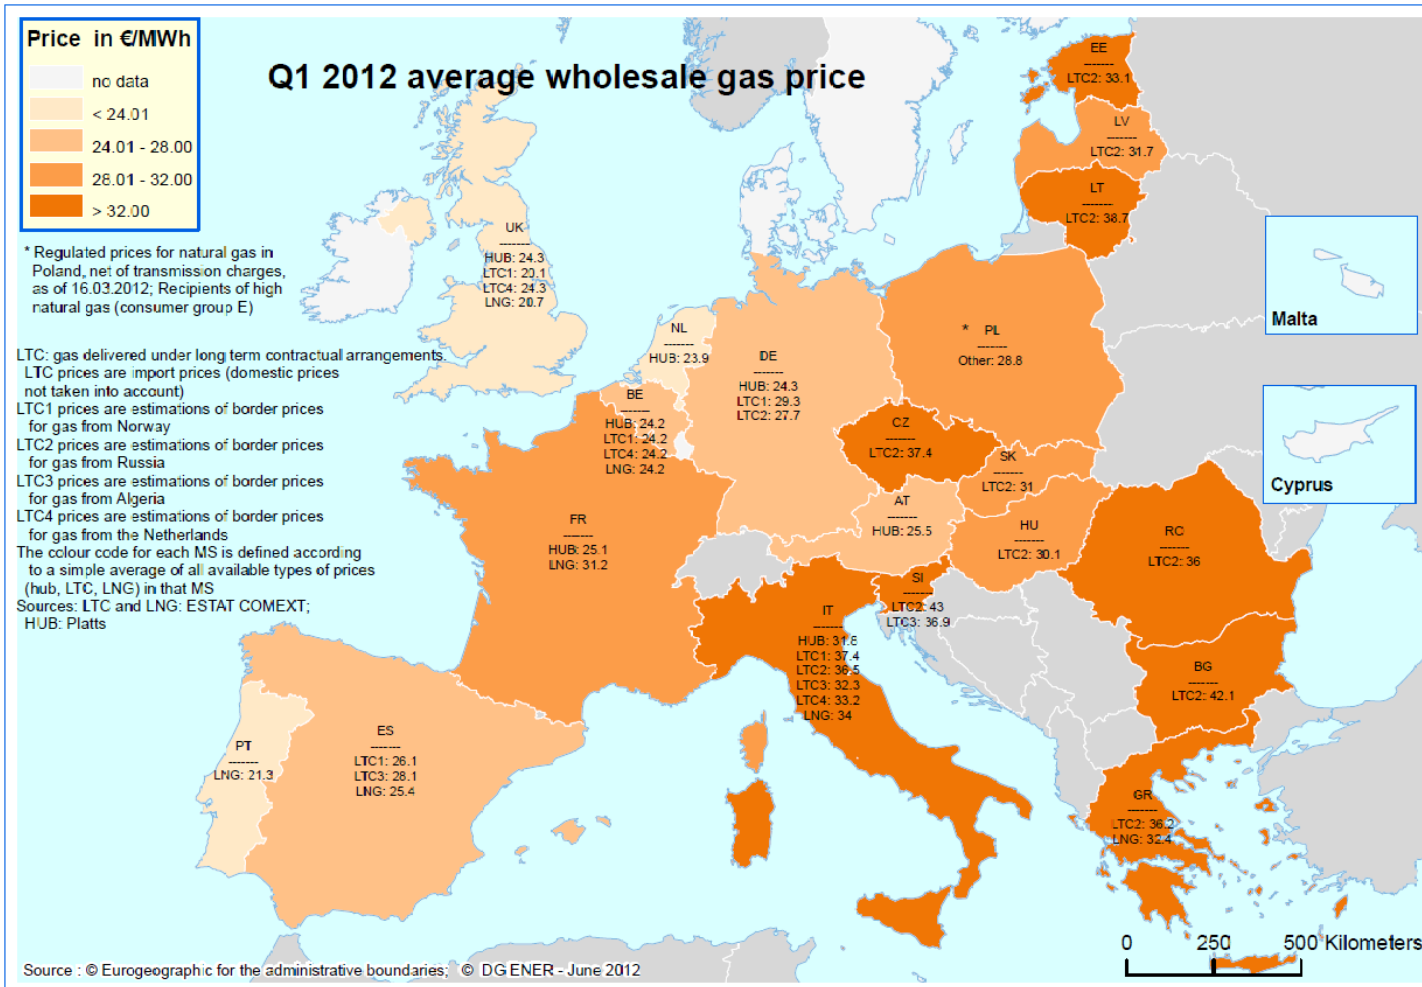 Price in €/MWh
no data
< 24.01
24.01 - 28.00
28.01 - 32.00
> 32.00
Q1 2012 average wholesale gas price
* Regulated prices for natural gas in
Poland, net of transmission charges,
as of 16.03.2012; Recipients of high
natural gas (consumer group E)
LTC: gas delivered under long term contractual arrangements.
LTC prices are import prices (domestic prices
not taken into account)
LTC1 prices are estimations of border prices
for gas from Norway
LTC2 prices are estimations of border prices
for gas from Russia
LTC3 prices are estimations of border prices
for gas from Algeria
LTC4 prices are estimations of border prices
for gas from the Netherlands
The colour code for each MS is defined according
to a simple average of all available types of prices
(hub, LTC, LNG) in that MS
Sources: LTC and LNG: ESTAT COMEXT;
HUB: Platts
EE
-------
LTC2: 33.1
LV
-------
LTC2: 31.7
LT
-------
LTC2: 38.7
UK
-------
HUB: 24.3
LTC1: 20.1
LTC4: 24.3
LNG: 20.7
NL
-------
HUB: 23.9
DE
-------
HUB: 24.3
LTC1: 29.3
LTC2: 27.7
* PL
-------
Other: 28.8
BE
-------
HUB: 24.2
LTC1: 24.2
LTC4: 24.2
LNG: 24.2
CZ
-------
LTC2: 37.4
SK
-------
LTC2: 31
AT
-------
HUB: 25.5
HU
-------
LTC2: 30.1
FR
-------
HUB: 25.1
LNG: 31.2
RC
-------
LTC2: 36
SI
-------
LTC2: 43
LTC3: 36.9
IT
-------
HUB: 31.8
LTC1: 37.4
LTC2: 36.5
LTC3: 32.3
LTC4: 33.2
LNG: 34
BG
-------
LTC2: 42.1
PT
-------
LNG: 21.3
ES
-------
LTC1: 26.1
LTC3: 28.1
LNG: 25.4
GR
-------
LTC2: 36.2
LNG: 32.4
Malta
Cyprus
0 250 500 Kilometers
Source : © Eurogeographic for the administrative boundaries; © DG ENER - June 2012